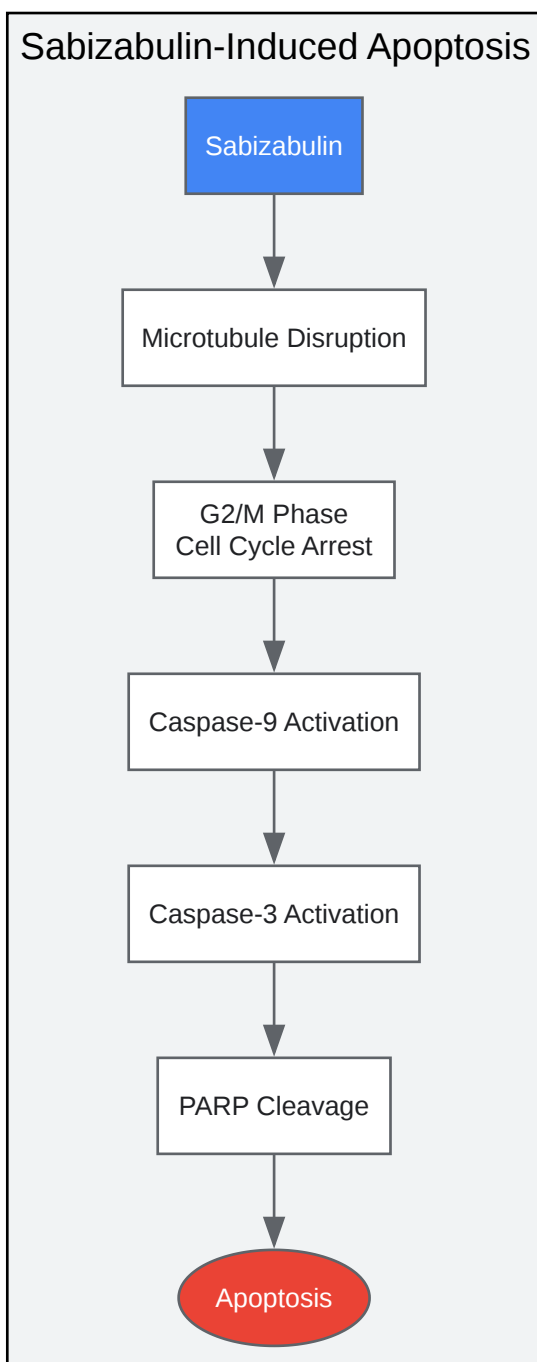 Sabizabulin-Induced Apoptosis
Sabizabulin
Microtubule Disruption
G2/M Phase
Cell Cycle Arrest
Caspase-9 Activation
Caspase-3 Activation
PARP Cleavage
Apoptosis